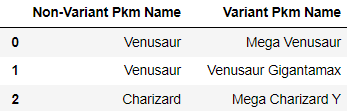 Non-Variant Pkm Name Variant Pkm Name
0 Venusaur Mega Venusaur
1 Venusaur Venusaur Gigantamax
2 Charizard Mega Charizard Y